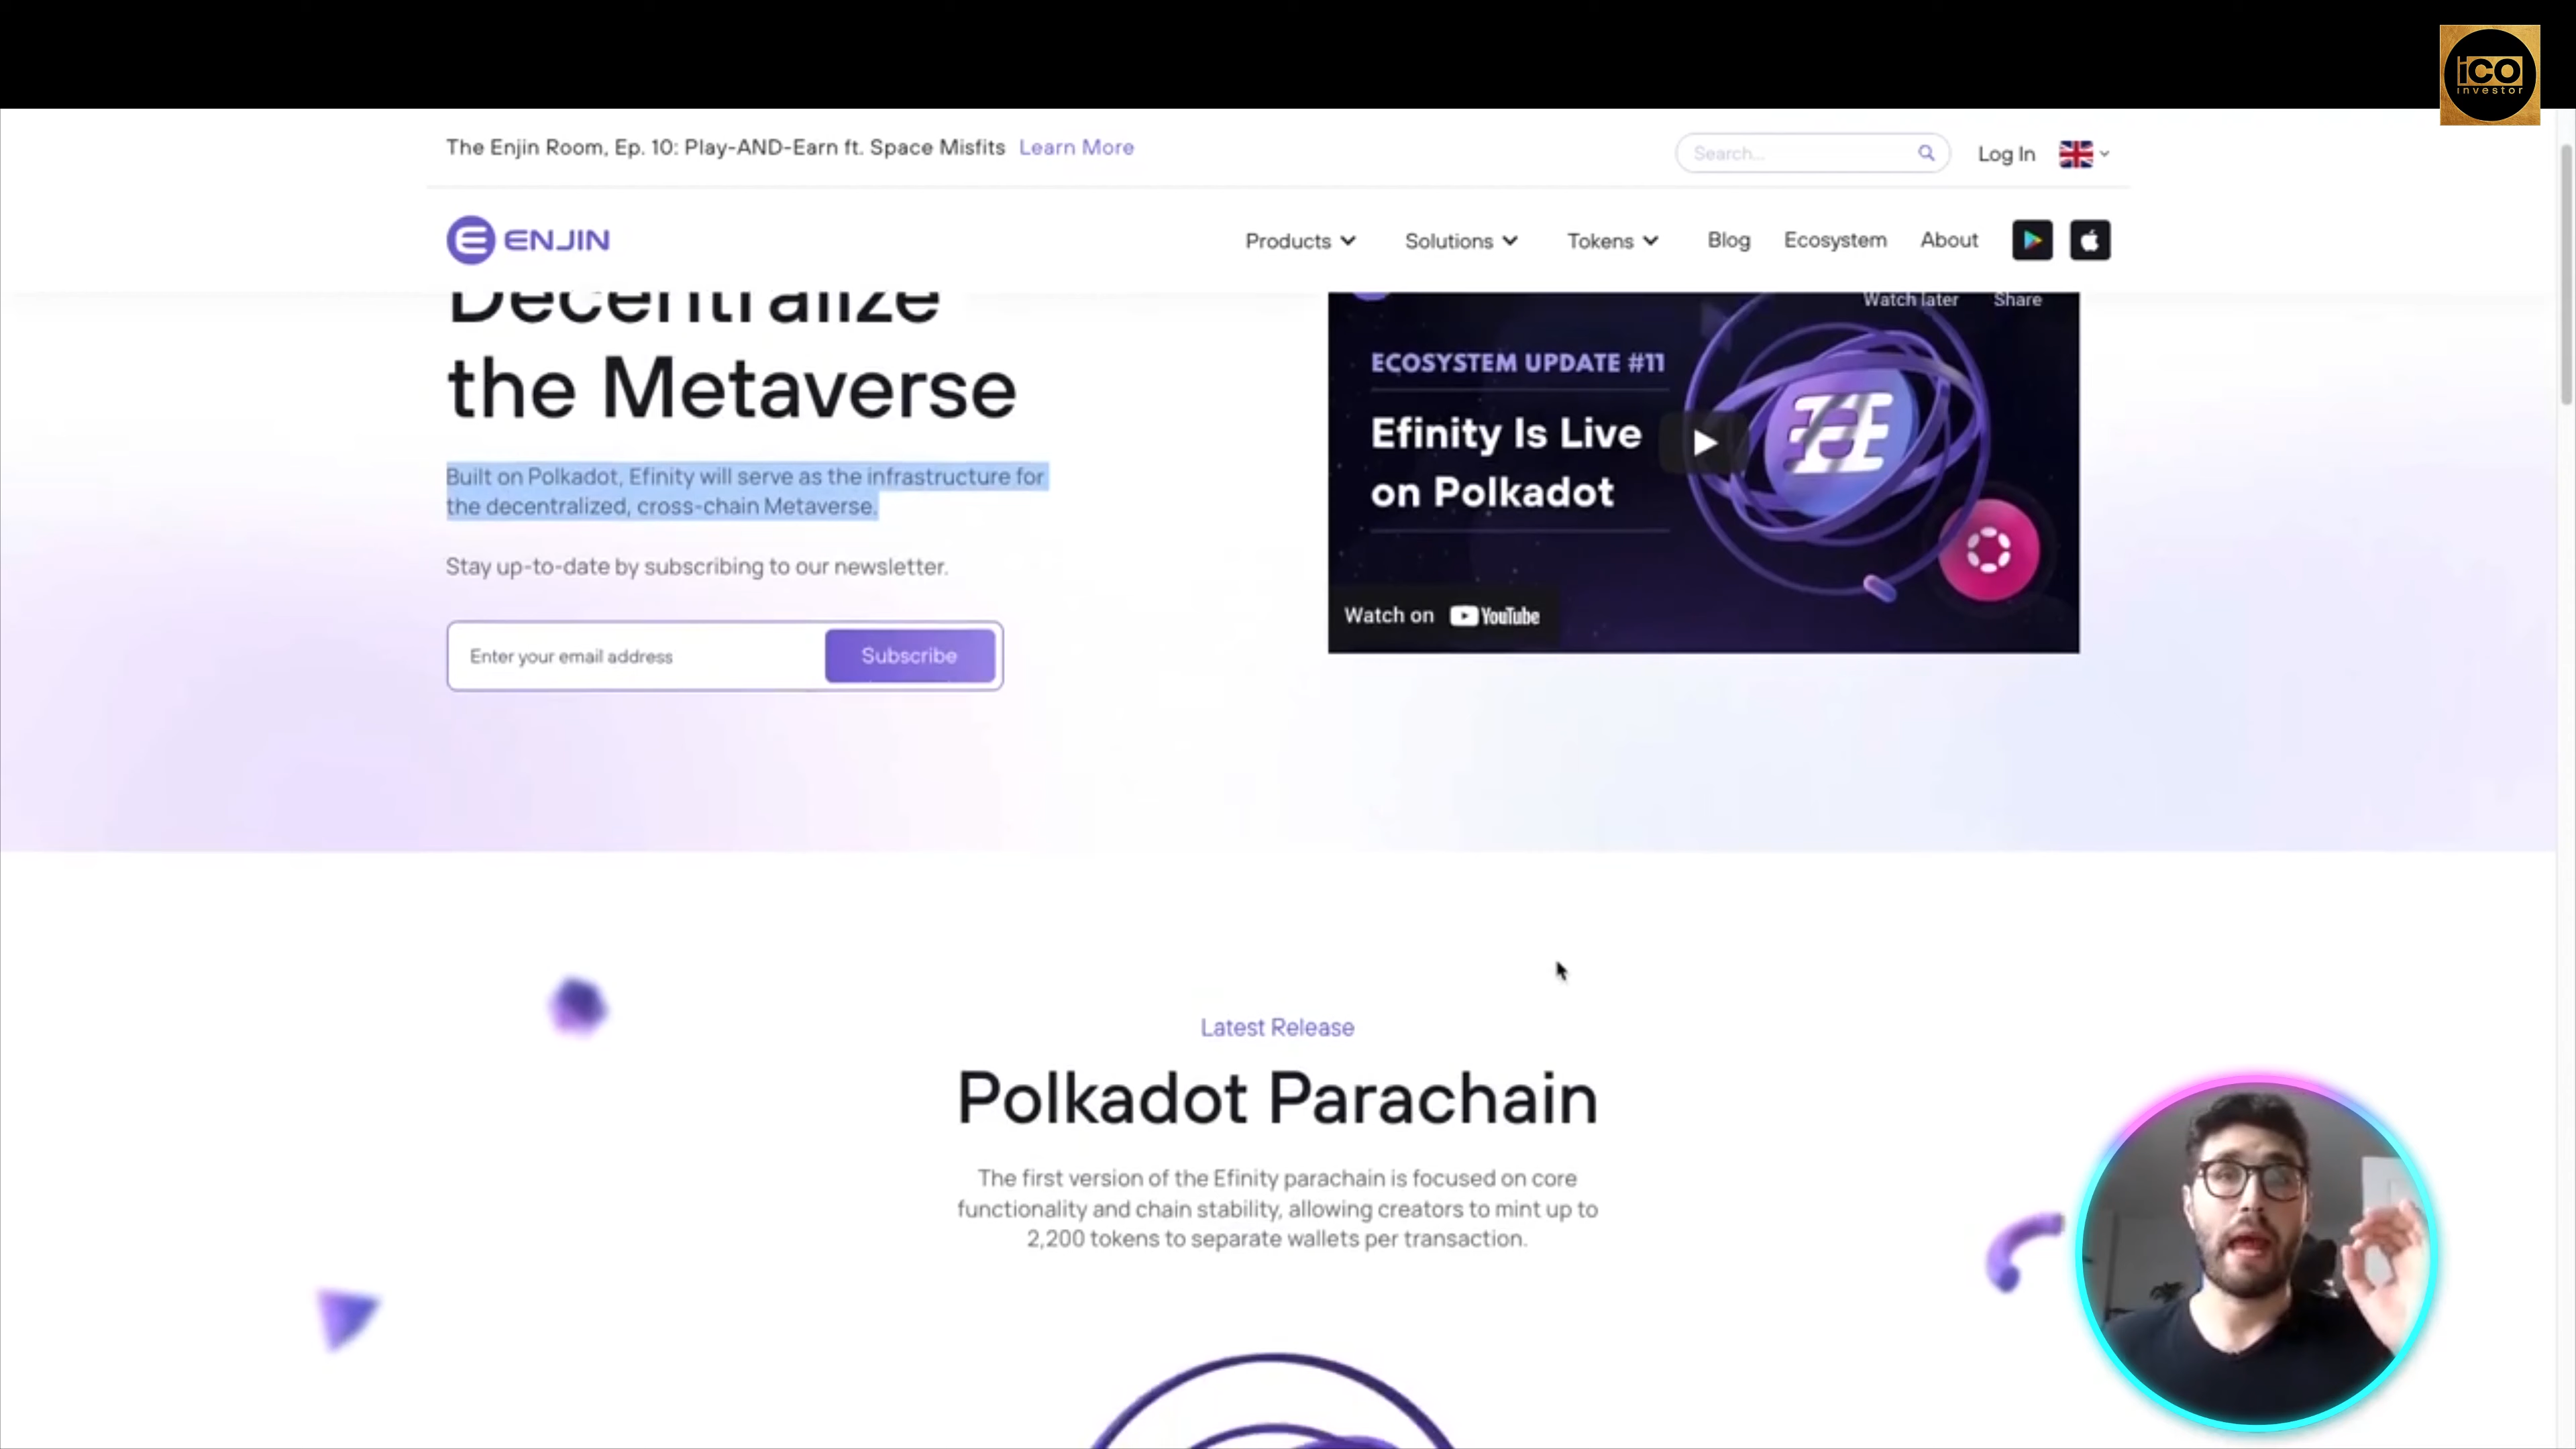 iCO
investor
The Enjin Room, Ep. 10: Play-AND-Earn ft. Space Misfits Learn More
Search...
Log In
ENJIN
Products
Solutions
Tokens
Blog
Ecosystem
About
Decentralize
the Metaverse
Built on Polkadot, Efinity will serve as the infrastructure for
the decentralized, cross-chain Metaverse.
Stay up-to-date by subscribing to our newsletter.
Enter your email address
Subscribe
Watch later
Share
ECOSYSTEM UPDATE #11
Efinity Is Live
on Polkadot
Watch on YouTube
Latest Release
Polkadot Parachain
The first version of the Efinity parachain is focused on core
functionality and chain stability, allowing creators to mint up to
2,200 tokens to separate wallets per transaction.